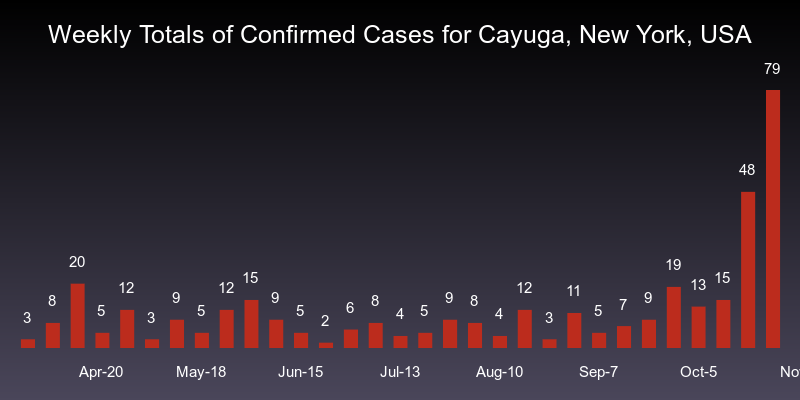 Weekly Totals of Confirmed Cases for Cayuga, New York, USA
3 8 20 5 12 3 9 5 12 15 9 5 2 6 8 4 5 9 8 4 12 3 11 5 7 9 19 13 15 48 79
Apr-20 May-18 Jun-15 Jul-13 Aug-10 Sep-7 Oct-5 No